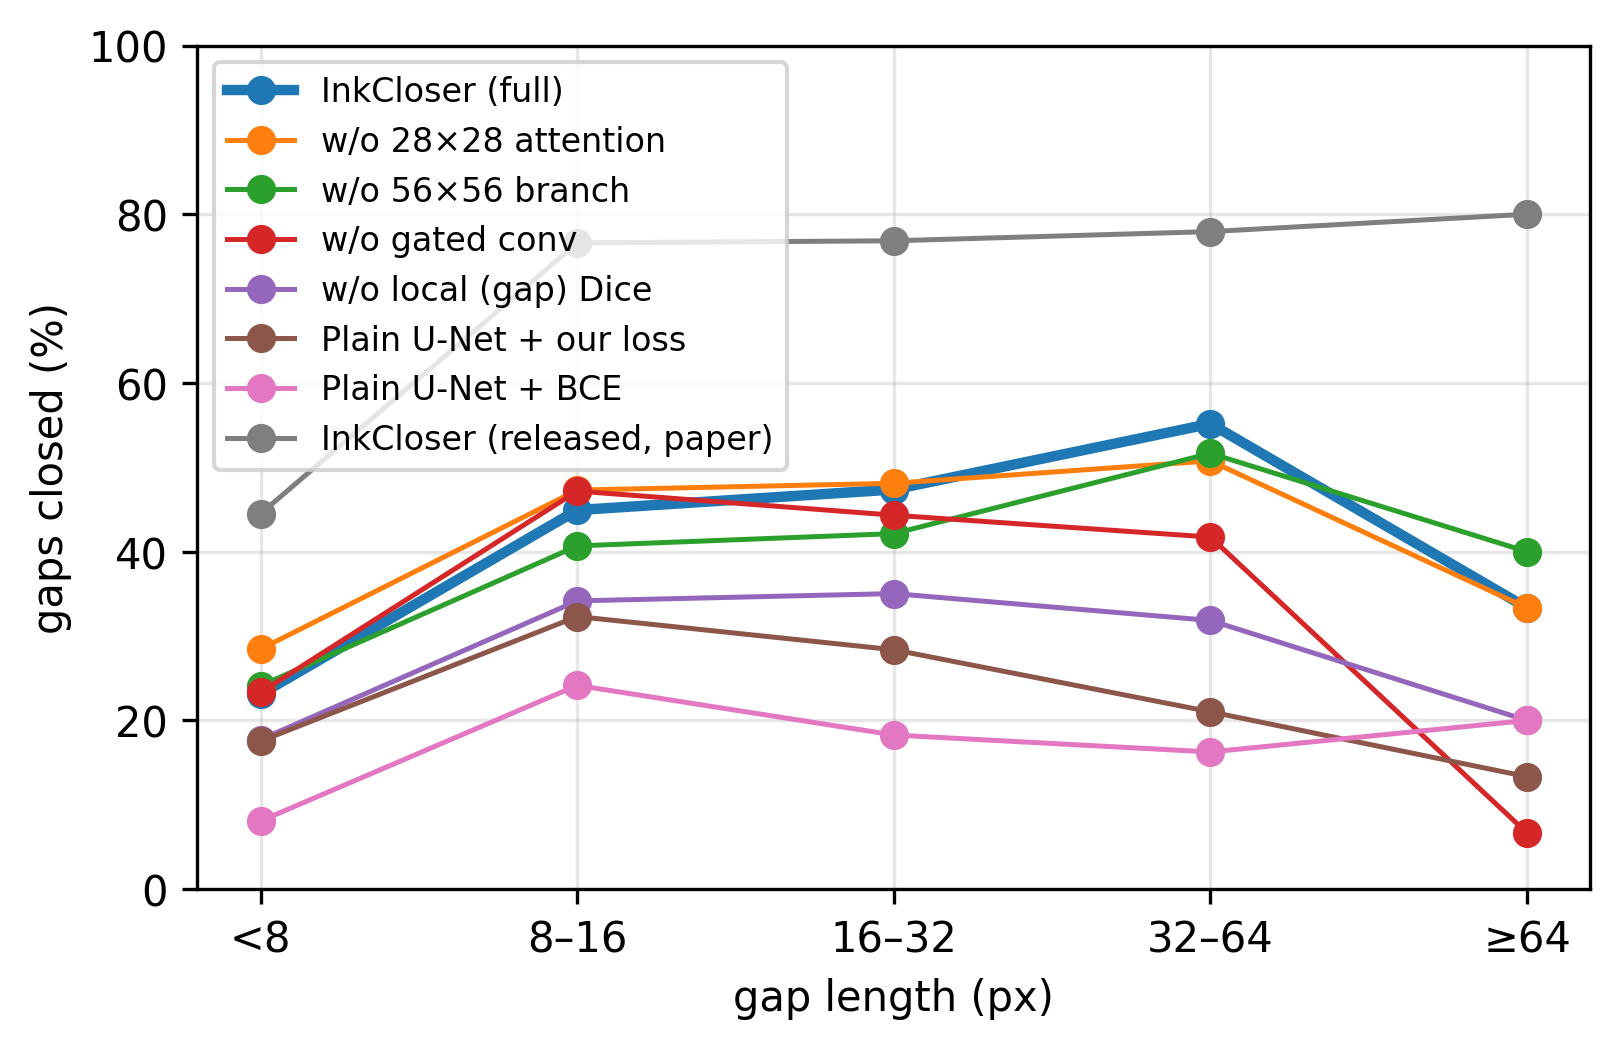 100
80
60
40
20
0
gaps closed (%)
InkCloser (full)
w/o 28×28 attention
w/o 56×56 branch
w/o gated conv
w/o local (gap) Dice
Plain U-Net + our loss
Plain U-Net + BCE
InkCloser (released, paper)
<8 8–16 16–32 32–64 ≥64
gap length (px)